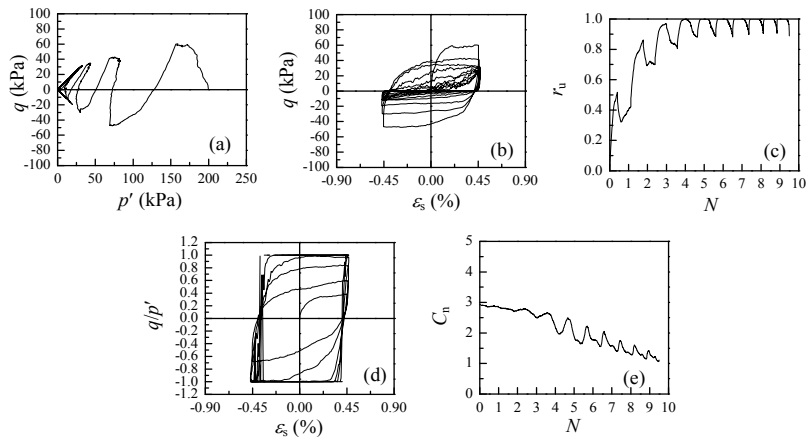 100
80
60
40
20
0
-20
-40
-60
-80
-100
q (kPa)
0 50 100 150 200 250
p′ (kPa)
(a)
100
80
60
40
20
0
-20
-40
-60
-80
-100
q (kPa)
-0.90 -0.45 0.00 0.45 0.90
εs (%)
(b)
1.0
0.8
0.6
0.4
0.2
0.0
ru
0 1 2 3 4 5 6 7 8 9 10
N
(c)
1.2
1.0
0.8
0.6
0.4
0.2
0.0
-0.2
-0.4
-0.6
-0.8
-1.0
-1.2
q/p′
-0.90 -0.45 0.00 0.45 0.90
εs (%)
(d)
5
4
3
2
1
0
Cn
0 1 2 3 4 5 6 7 8 9 10
N
(e)